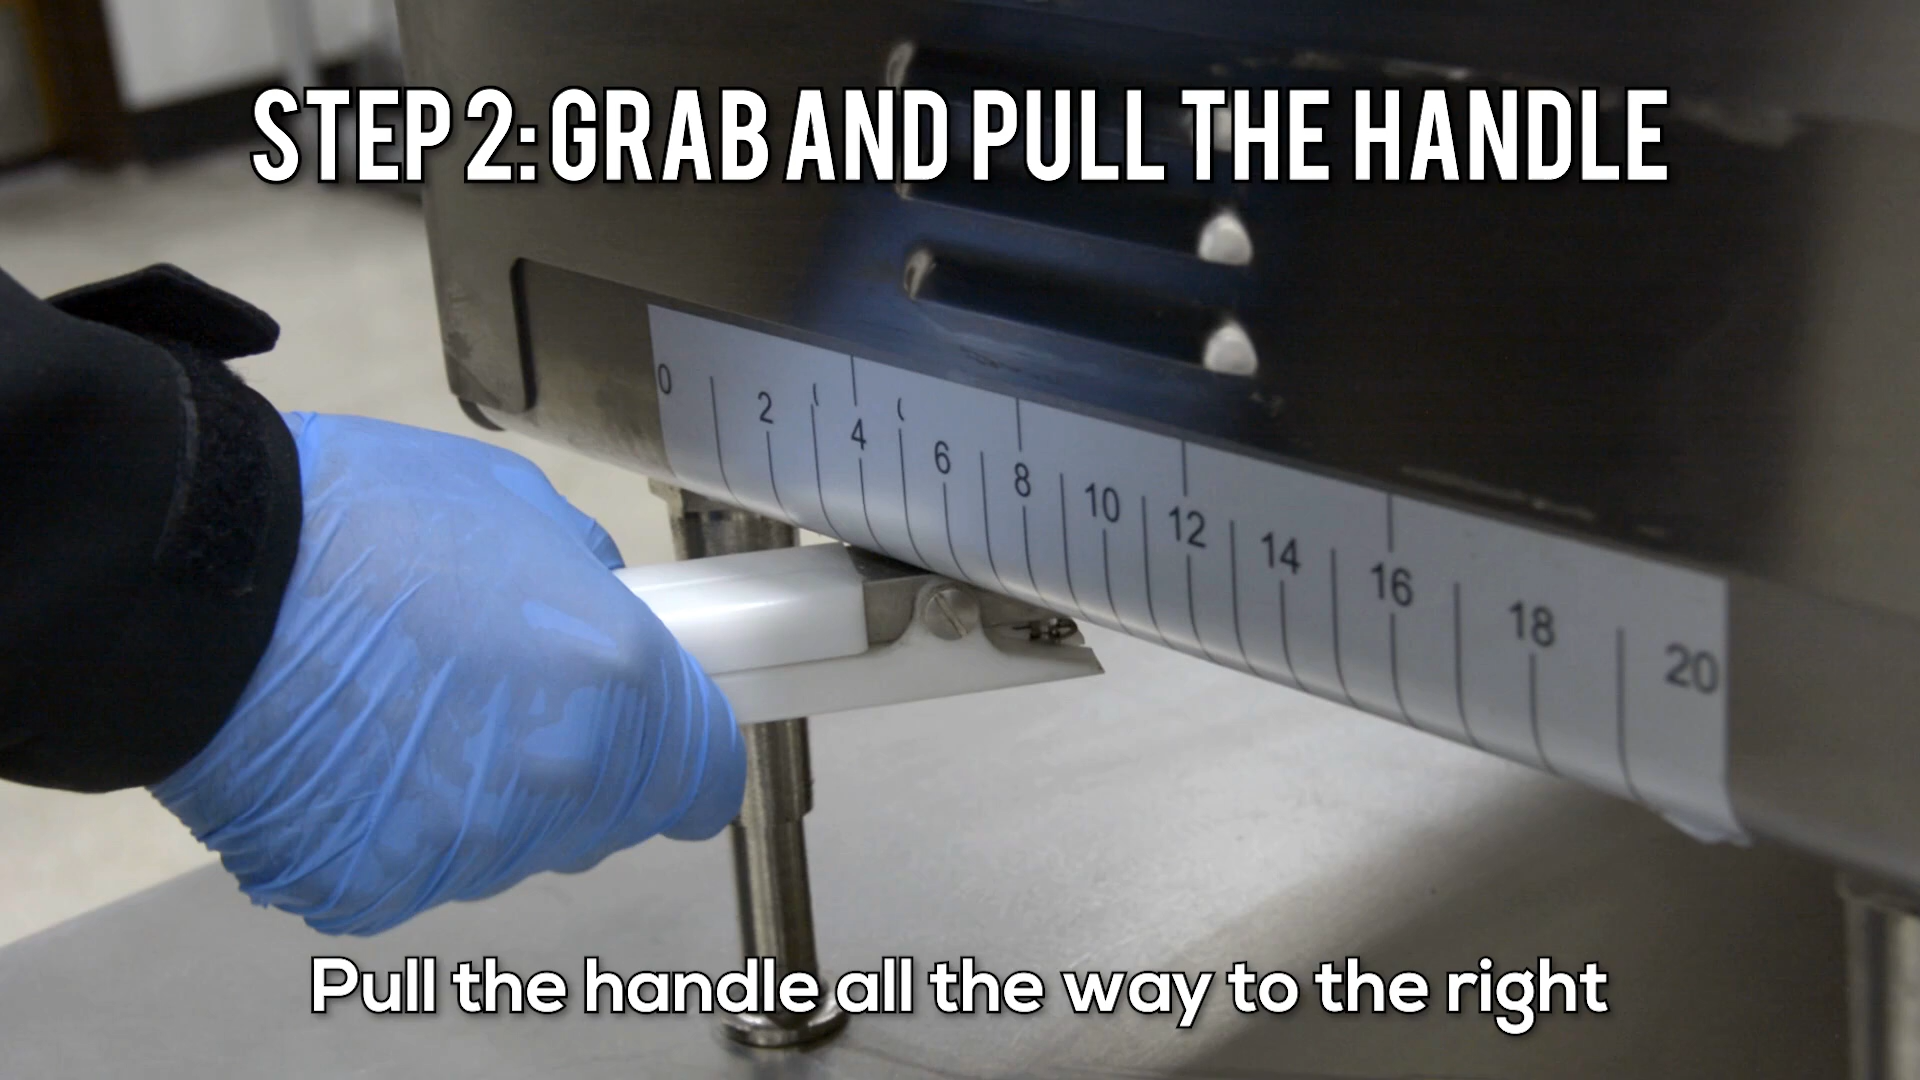 STEP 2: GRAB AND PULL THE HANDLE
0 2 4 6 8 10 12 14 16 18 20
Pull the handle all the way to the right